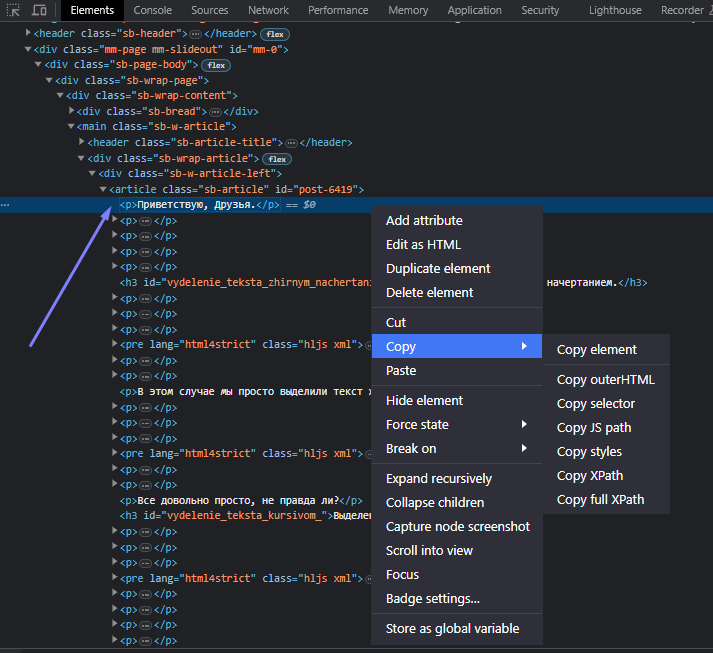 Elements Console Sources Network Performance Memory Application Security Lighthouse Recorder
<header class="sb-header">…</header> flex
<div class="mm-page mm-slideout" id="mm-0">
<div class="sb-page-body"> flex
<div class="sb-wrap-page">
<div class="sb-wrap-content">
<div class="sb-bread">…</div>
<main class="sb-w-article">
<header class="sb-article-title">…</header>
<div class="sb-wrap-article"> flex
<div class="sb-w-article-left">
<article class="sb-article" id="post-6419">
… <p>Приветствую, Друзья.</p> == $0
<p>…</p>
<p>…</p>
<p>…</p>
<p>…</p>
<h3 id="vydelenie_teksta_zhirnym_nachertani начертанием.</h3>
<p>…</p>
<p>…</p>
<p>…</p>
<pre lang="html4strict" class="hljs xml">…
<p>…</p>
<p>…</p>
<p>В этом случае мы просто выделили текст
<p>…</p>
<p>…</p>
<p>…</p>
<pre lang="html4strict" class="hljs xml">…
<p>…</p>
<p>…</p>
<p>Все довольно просто, не правда ли?</p>
<h3 id="vydelenie_teksta_kursivom_">Выделен
<p>…</p>
<p>…</p>
<p>…</p>
<pre lang="html4strict" class="hljs xml">…
<p>…</p>
<p>…</p>
<p>…</p>
<p>…</p>
Add attribute
Edit as HTML
Duplicate element
Delete element
Cut
Copy
Paste
Hide element
Force state
Break on
Expand recursively
Collapse children
Capture node screenshot
Scroll into view
Focus
Badge settings...
Store as global variable
Copy element
Copy outerHTML
Copy selector
Copy JS path
Copy styles
Copy XPath
Copy full XPath